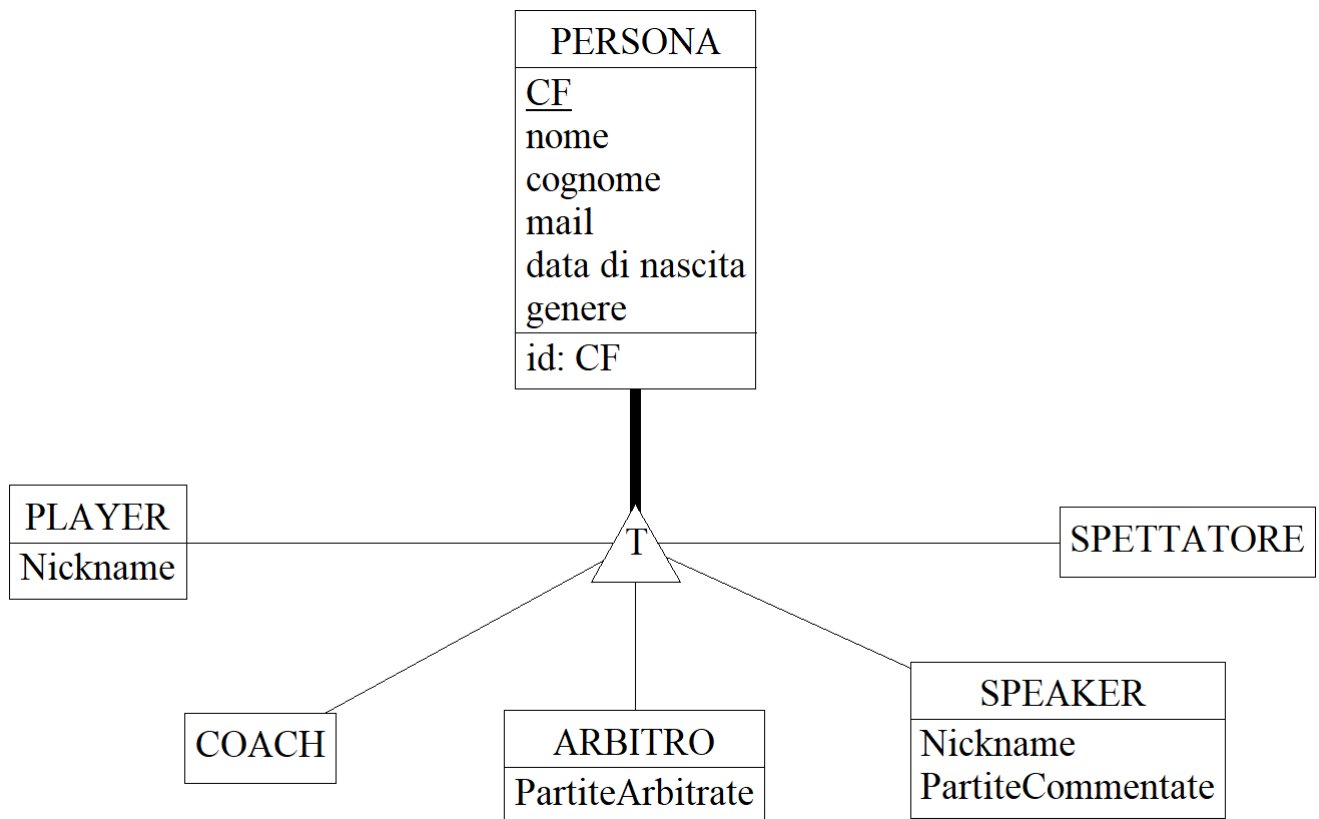 PERSONA
CF
nome
cognome
mail
data di nascita
genere
id: CF
PLAYER
Nickname
T
SPETTATORE
COACH
ARBITRO
PartiteArbitrate
SPEAKER
Nickname
PartiteCommentate